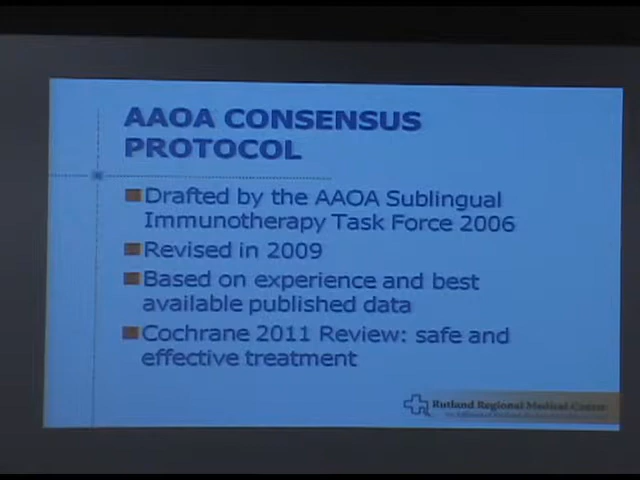 AAOA CONSENSUS
PROTOCOL
Drafted by the AAOA Sublingual
Immunotherapy Task Force 2006
Revised in 2009
Based on experience and best
available published data
Cochrane 2011 Review: safe and
effective treatment
Rutland Regional Medical Center